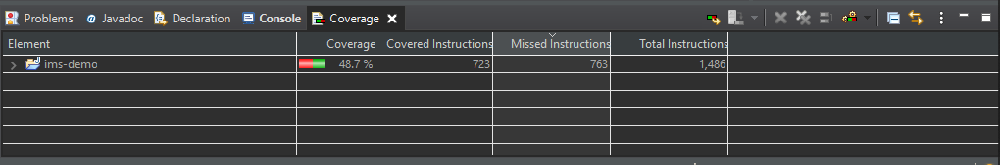 Problems @ Javadoc Declaration Console Coverage
Element Coverage Covered Instructions Missed Instructions Total Instructions
ims-demo 48.7 % 723 763 1,486